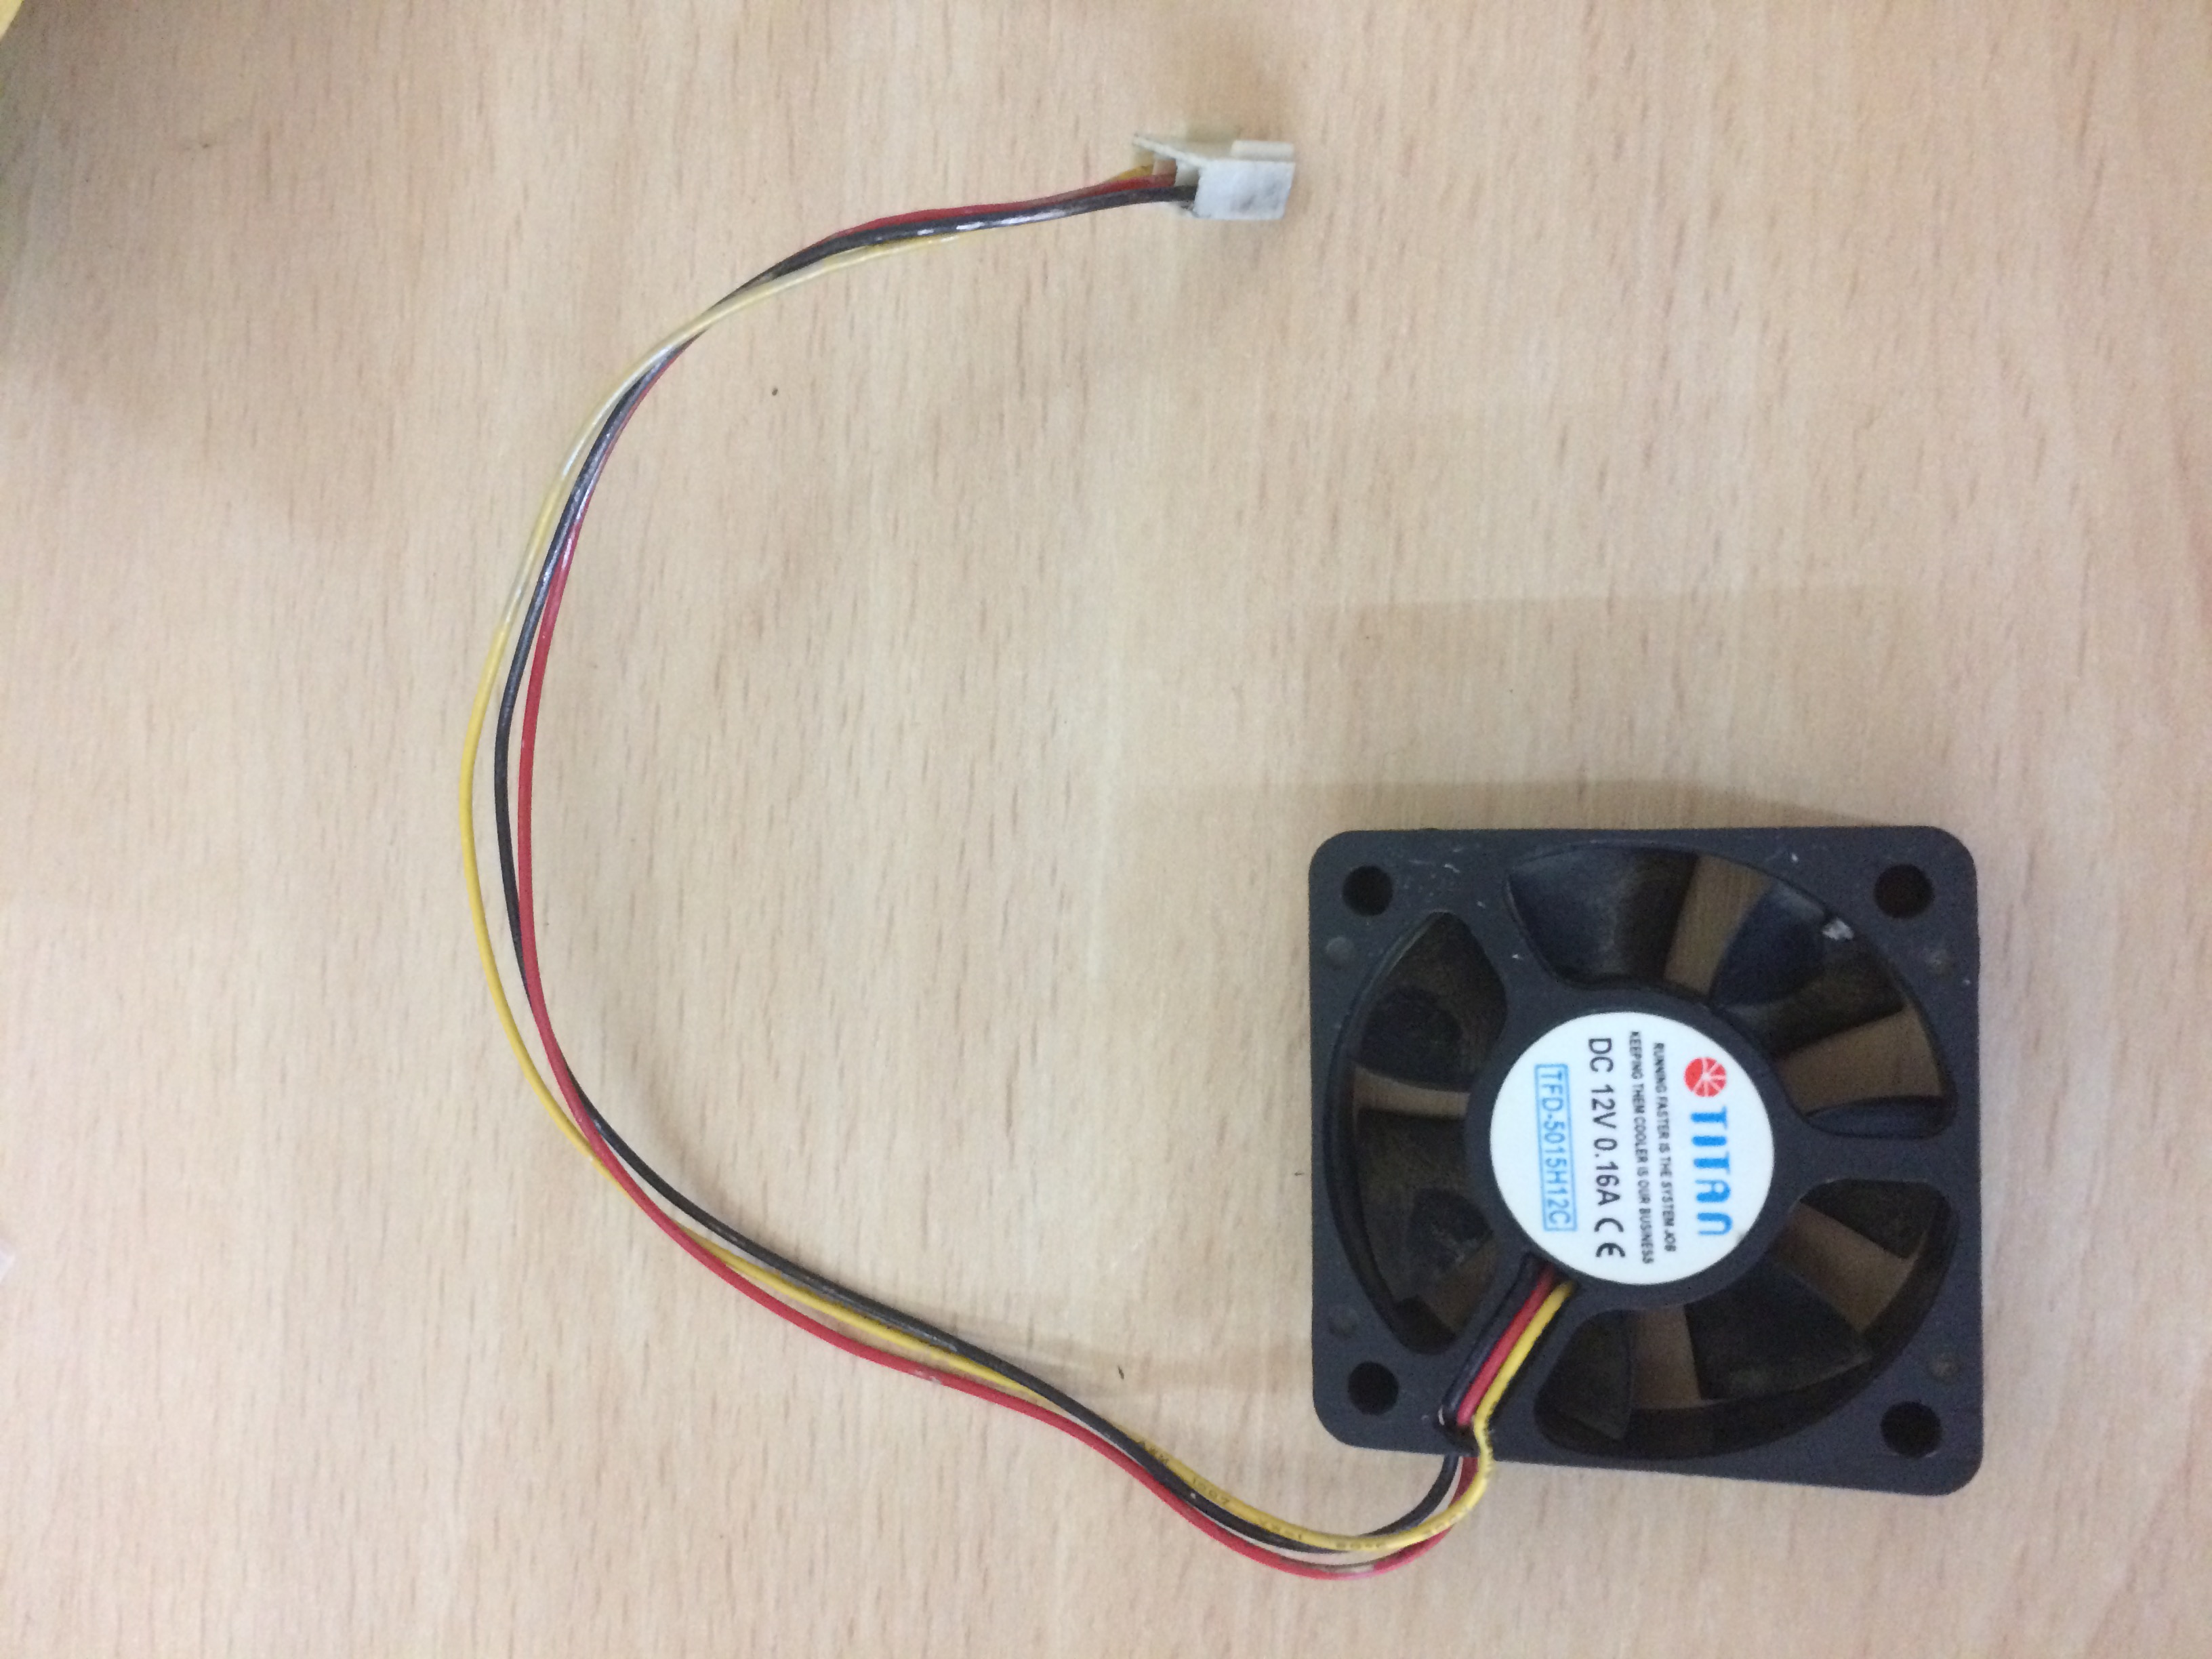 TITAN
RUNNING FASTER IS THE SYSTEM JOB
KEEPING THEM COOLER IS OUR BUSINESS
DC 12V 0.16A CE
TFD-5015H12C